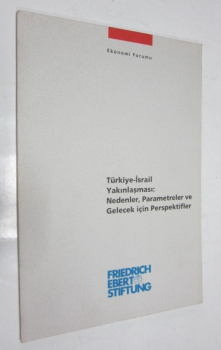 Ekonomi Forumu
Türkiye-İsrail
Yakınlaşması:
Nedenler, Parametreler ve
Gelecek için Perspektifler
FRIEDRICH
EBERT
STIFTUNG